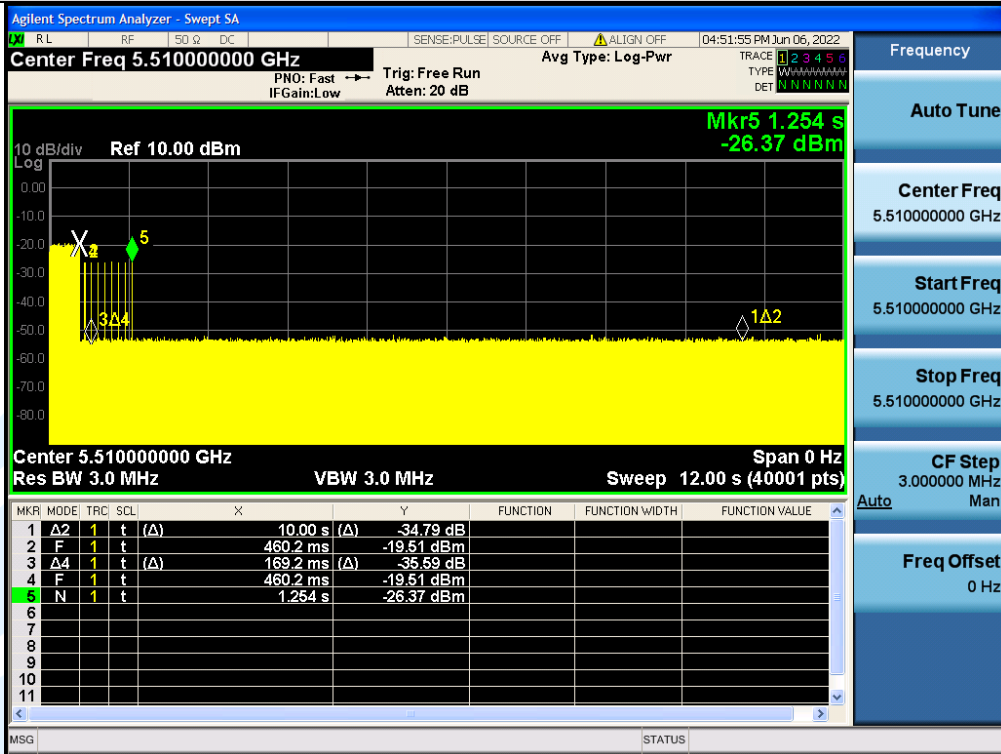 Agilent Spectrum Analyzer - Swept SA
LXI RL RF 50 Ω DC SENSE:PULSE SOURCE OFF ALIGN OFF 04:51:55 PM Jun 06, 2022
Center Freq 5.510000000 GHz
PNO: Fast
IFGain:Low
Trig: Free Run
Atten: 20 dB
Avg Type: Log-Pwr
TRACE 1 2 3 4 5 6
TYPE W
DET N N N N N N
Mkr5 1.254 s
-26.37 dBm
10 dB/div
Log
Ref 10.00 dBm
0.00
-10.0
-20.0
-30.0
-40.0
-50.0
-60.0
-70.0
-80.0
5
3Δ4
1Δ2
Center 5.510000000 GHz
Span 0 Hz
Res BW 3.0 MHz
VBW 3.0 MHz
Sweep 12.00 s (40001 pts)
MKR MODE TRC SCL X Y FUNCTION FUNCTION WIDTH FUNCTION VALUE
1 Δ2 1 t (Δ) 10.00 s (Δ) -34.79 dB
2 F 1 t 460.2 ms -19.51 dBm
3 Δ4 1 t (Δ) 169.2 ms (Δ) -35.59 dB
4 F 1 t 460.2 ms -19.51 dBm
5 N 1 t 1.254 s -26.37 dBm
6
7
8
9
10
11
MSG
STATUS
Frequency
Auto Tune
Center Freq
5.510000000 GHz
Start Freq
5.510000000 GHz
Stop Freq
5.510000000 GHz
CF Step
3.000000 MHz
Auto Man
Freq Offset
0 Hz